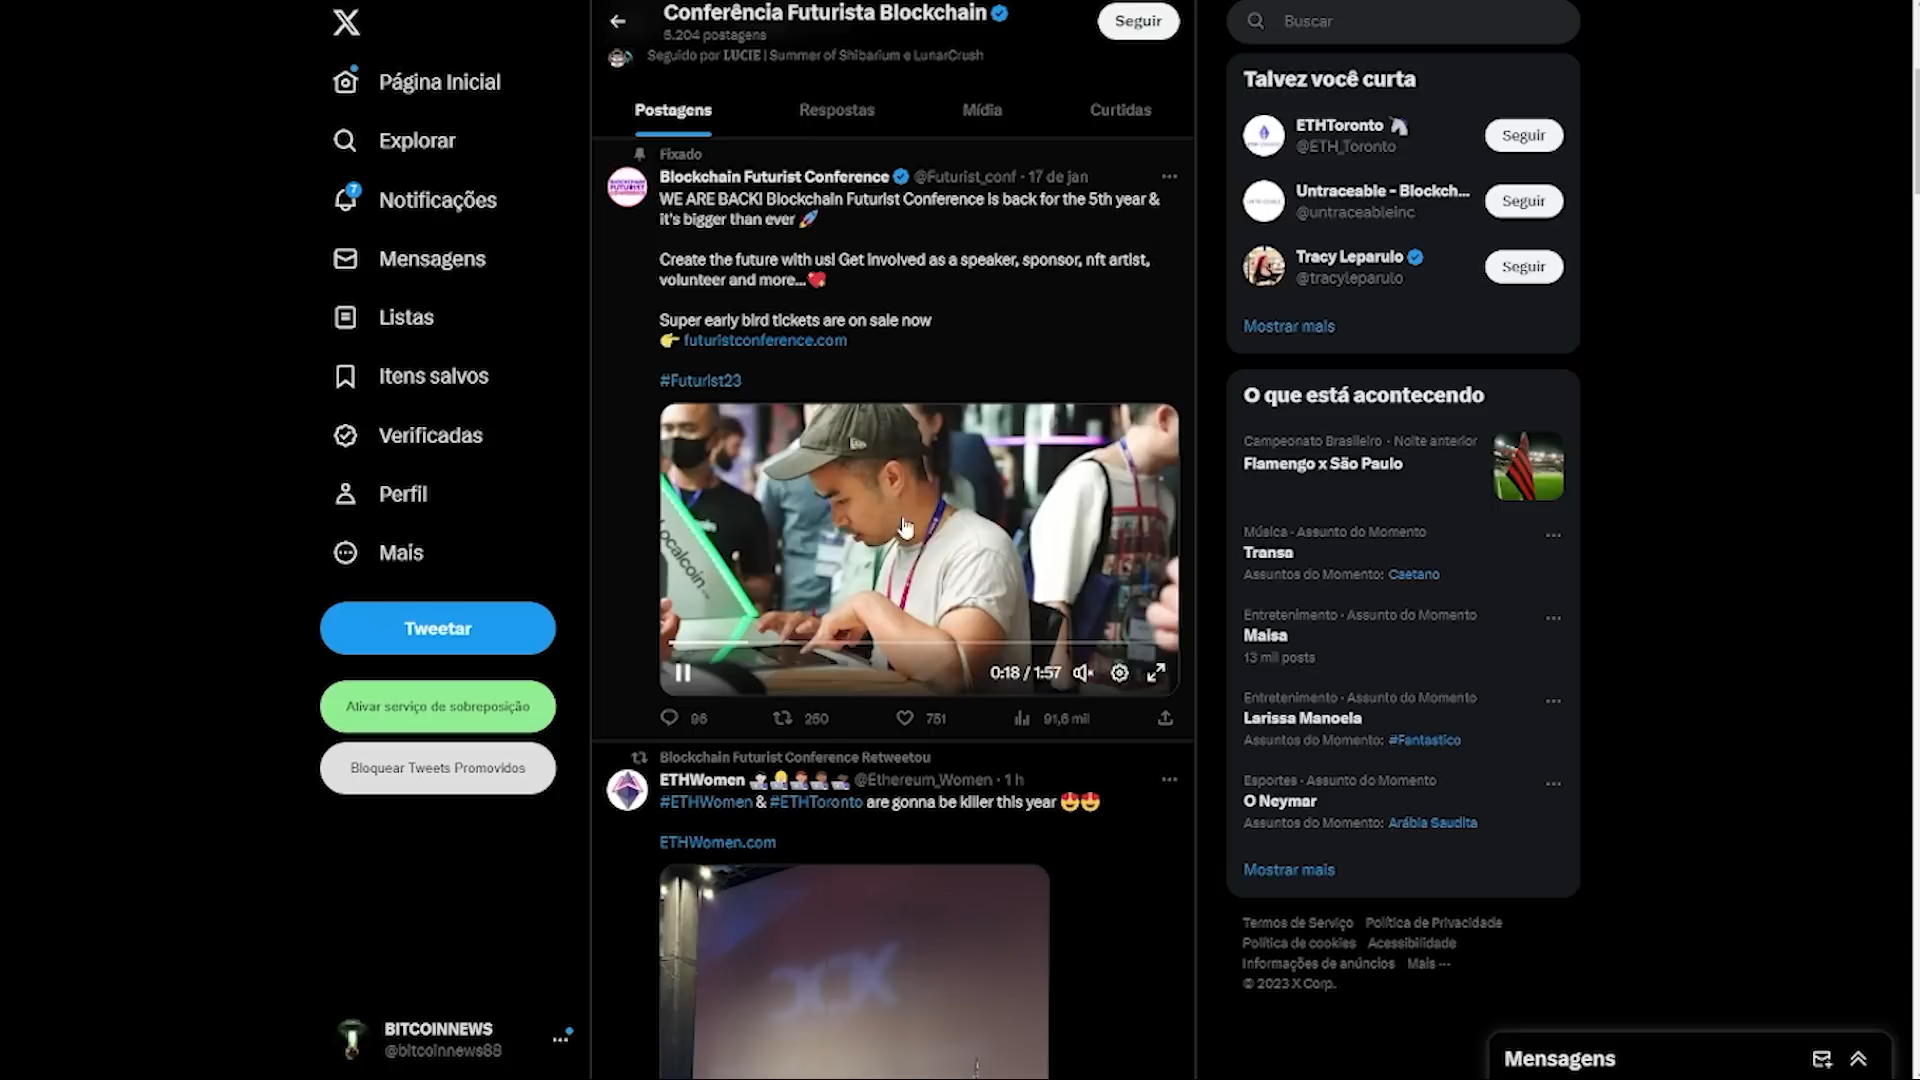 Página Inicial
Explorar
7
Notificações
Mensagens
Listas
Itens salvos
Verificadas
Perfil
Mais
Tweetar
Ativar serviço de sobreposição
Bloquear Tweets Promovidos
BITCOINNEWS
@bitcoinnews88
Conferência Futurista Blockchain
5.204 postagens
Seguir
Seguido por LUCIE | Summer of Shibarium e LunarCrush
Postagens Respostas Mídia Curtidas
Fixado
Blockchain Futurist Conference @Futurist_conf · 17 de jan
WE ARE BACK! Blockchain Futurist Conference is back for the 5th year &
it's bigger than ever 🚀
Create the future with us! Get involved as a speaker, sponsor, nft artist,
volunteer and more...💖
Super early bird tickets are on sale now
👉 futuristconference.com
#Futurist23
localcoin
0:18 / 1:57
96 250 751 91,6 mil
Blockchain Futurist Conference Retweetou
ETHWomen @Ethereum_Women · 1 h
#ETHWomen & #ETHToronto are gonna be killer this year 😍😍
ETHWomen.com
Buscar
Talvez você curta
ETHToronto 🦄
@ETH_Toronto
Seguir
Untraceable - Blockch...
@untraceableinc
Seguir
Tracy Leparulo
@tracyleparulo
Seguir
Mostrar mais
O que está acontecendo
Campeonato Brasileiro · Noite anterior
Flamengo x São Paulo
Música · Assunto do Momento
Transa
Assuntos do Momento: Caetano
Entretenimento · Assunto do Momento
Maisa
13 mil posts
Entretenimento · Assunto do Momento
Larissa Manoela
Assuntos do Momento: #Fantastico
Esportes · Assunto do Momento
O Neymar
Assuntos do Momento: Arábia Saudita
Mostrar mais
Termos de Serviço Política de Privacidade
Política de cookies Acessibilidade
Informações de anúncios Mais ···
© 2023 X Corp.
Mensagens